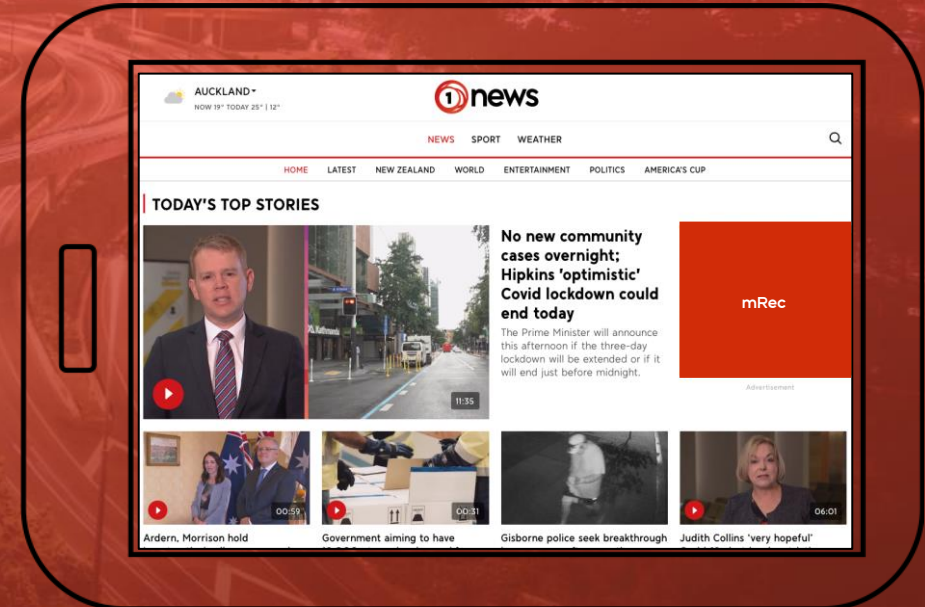 AUCKLAND
NOW 19° TODAY 25° | 12°
1 news
NEWS SPORT WEATHER
HOME LATEST NEW ZEALAND WORLD ENTERTAINMENT POLITICS AMERICA'S CUP
TODAY'S TOP STORIES
No new community
cases overnight;
Hipkins 'optimistic'
Covid lockdown could
end today
The Prime Minister will announce
this afternoon if the three-day
lockdown will be extended or if it
will end just before midnight.
mRec
Advertisement
11:35
00:59
00:31
06:01
Ardern, Morrison hold
Government aiming to have
Gisborne police seek breakthrough
Judith Collins 'very hopeful'